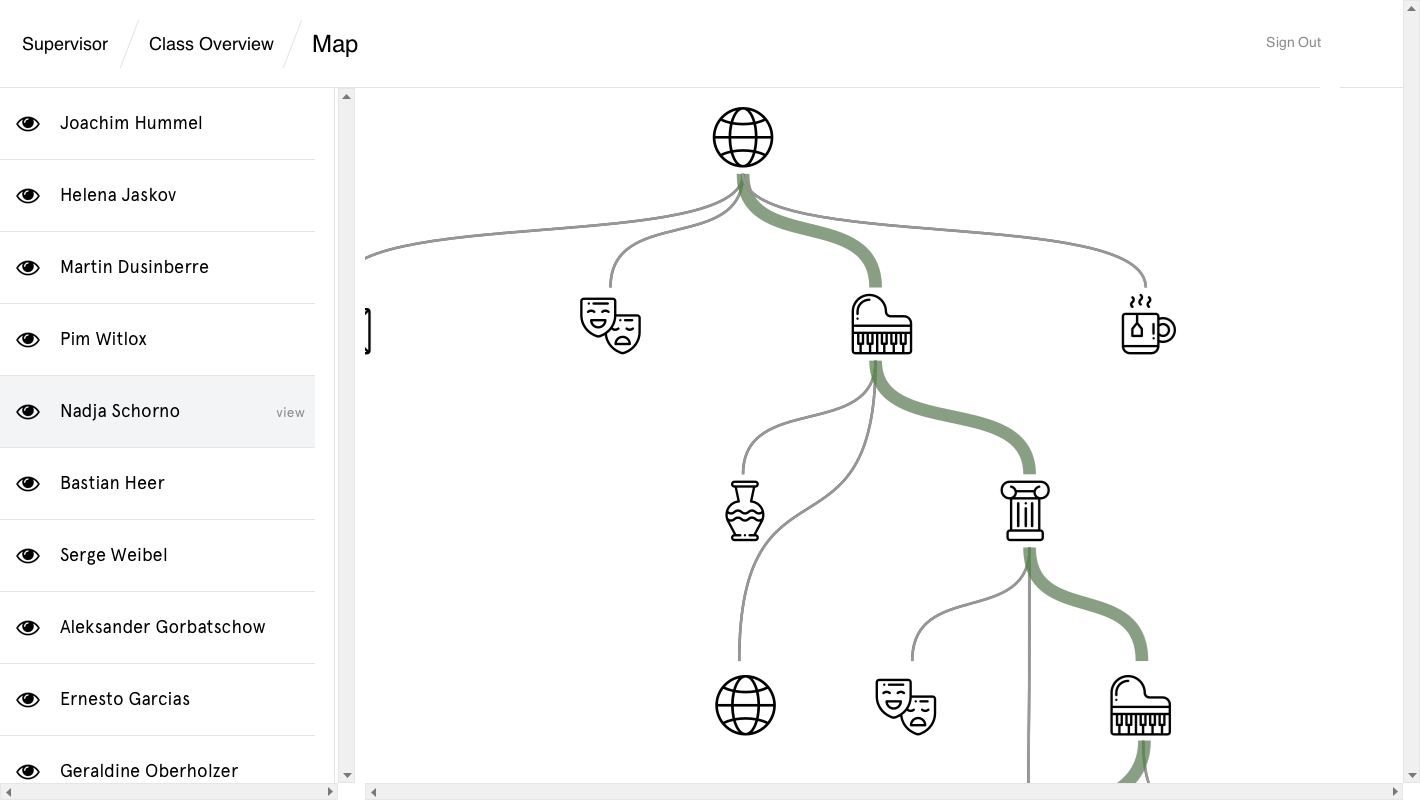 Supervisor
Class Overview
Map
Sign Out
Joachim Hummel
Helena Jaskov
Martin Dusinberre
Pim Witlox
Nadja Schorno view
Bastian Heer
Serge Weibel
Aleksander Gorbatschow
Ernesto Garcias
Geraldine Oberholzer